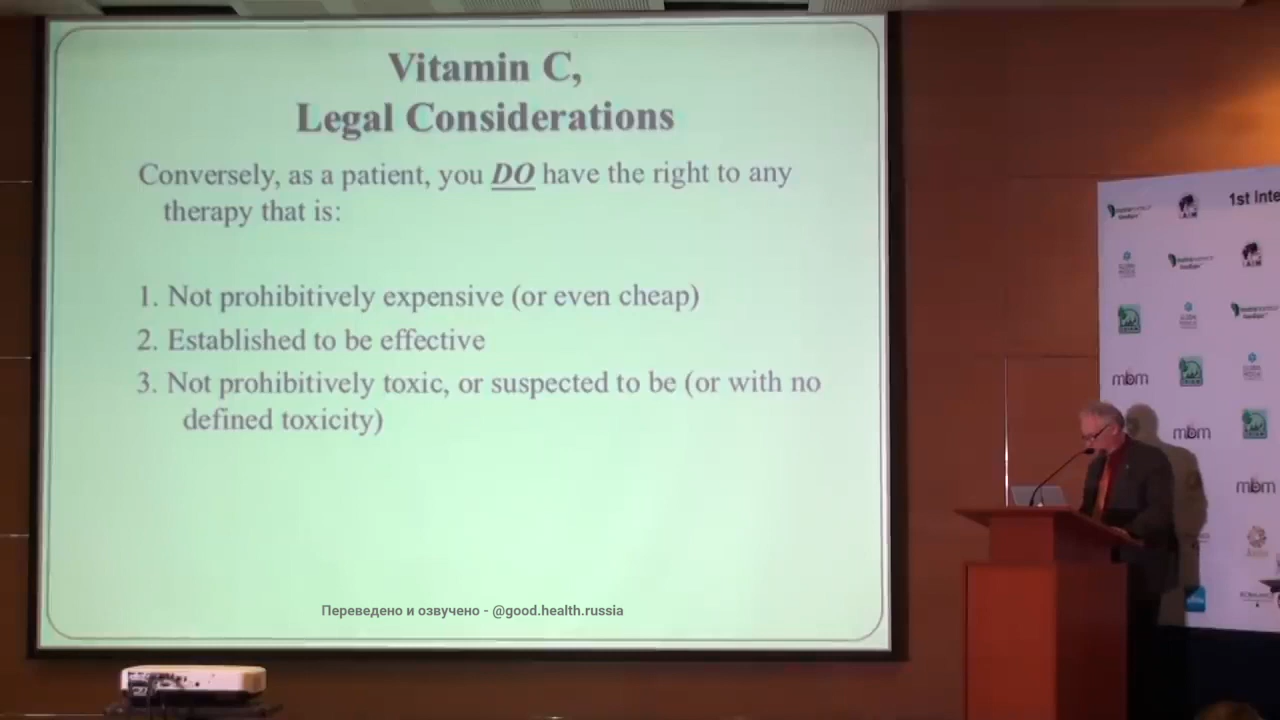 Vitamin C,
Legal Considerations
Conversely, as a patient, you DO have the right to any
therapy that is:
1. Not prohibitively expensive (or even cheap)
2. Established to be effective
3. Not prohibitively toxic, or suspected to be (or with no
defined toxicity)
Переведено и озвучено - @good.health.russia
1st Inte
mbm
mbm
mbm